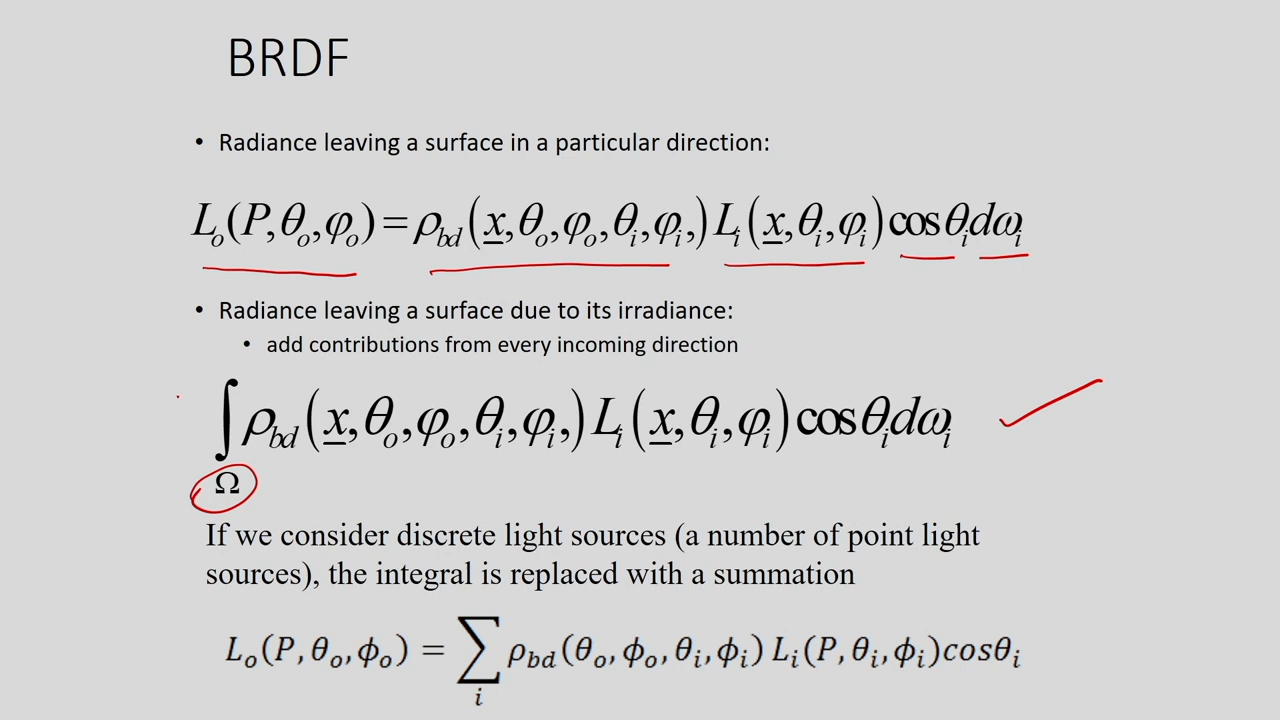 BRDF
• Radiance leaving a surface in a particular direction:
L_o(P,θ_o,φ_o)=ρ_bd(x,θ_o,φ_o,θ_i,φ_i,)L_i(x,θ_i,φ_i)cosθ_i dω_i
• Radiance leaving a surface due to its irradiance:
• add contributions from every incoming direction
∫_Ω ρ_bd(x,θ_o,φ_o,θ_i,φ_i,)L_i(x,θ_i,φ_i)cosθ_i dω_i
If we consider discrete light sources (a number of point light
sources), the integral is replaced with a summation
L_o(P,θ_o,ϕ_o) = ∑_i ρ_bd(θ_o,ϕ_o,θ_i,ϕ_i) L_i(P,θ_i,ϕ_i)cosθ_i